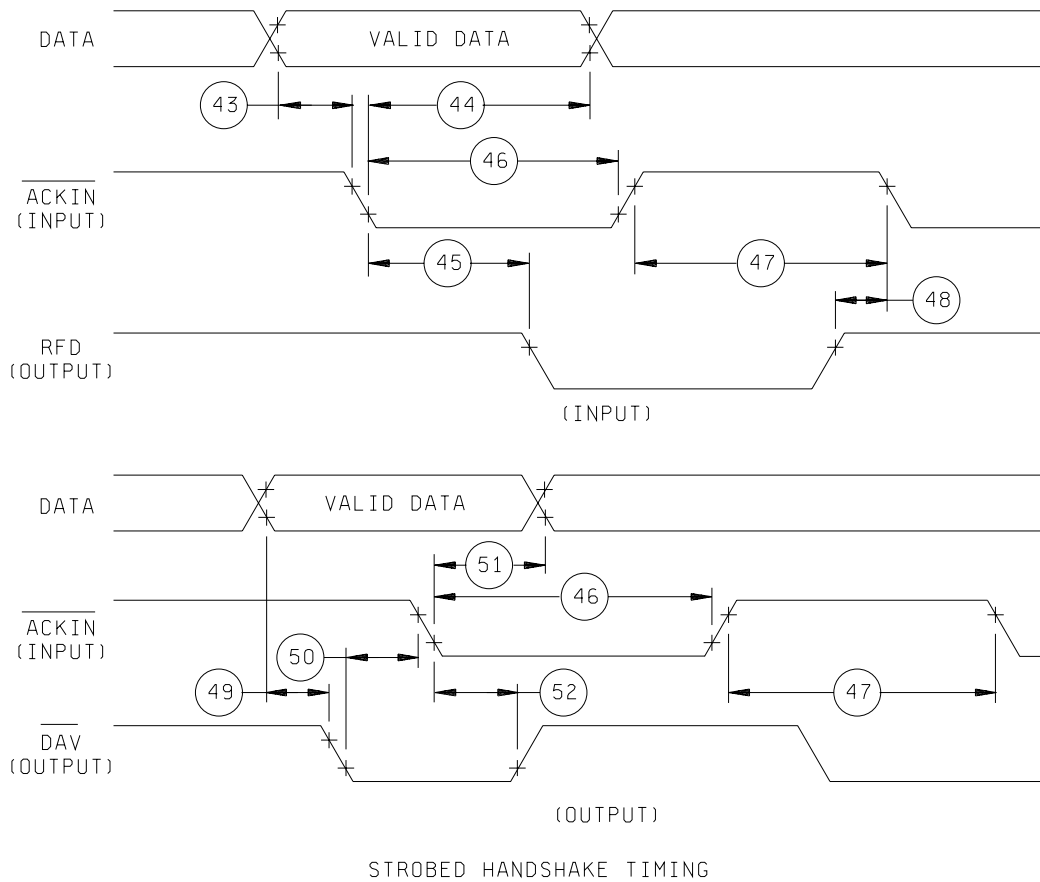 DATA
VALID DATA
43
44
46
ACKIN
(INPUT)
45
47
48
RFD
(OUTPUT)
(INPUT)
DATA
VALID DATA
51
46
ACKIN
(INPUT)
50
49
52
47
DAV
(OUTPUT)
(OUTPUT)
STROBED HANDSHAKE TIMING